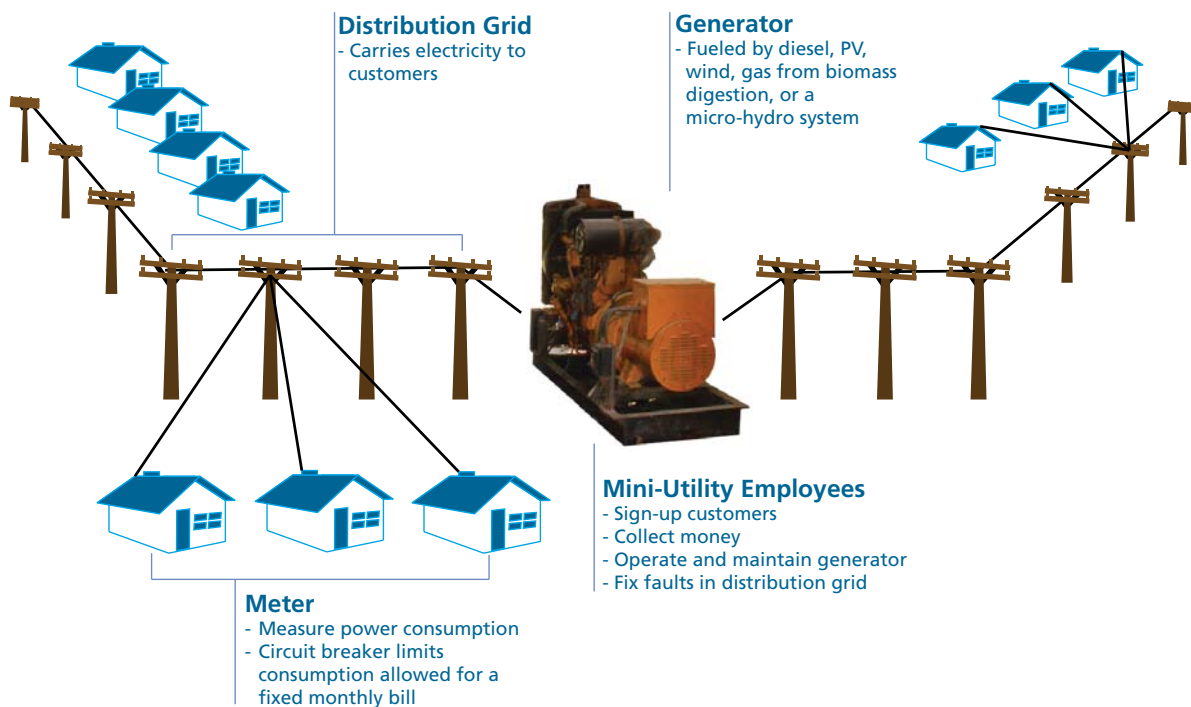 Distribution Grid
- Carries electricity to
customers
Generator
- Fueled by diesel, PV,
wind, gas from biomass
digestion, or a
micro-hydro system
Mini-Utility Employees
- Sign-up customers
- Collect money
- Operate and maintain generator
- Fix faults in distribution grid
Meter
- Measure power consumption
- Circuit breaker limits
consumption allowed for a
fixed monthly bill